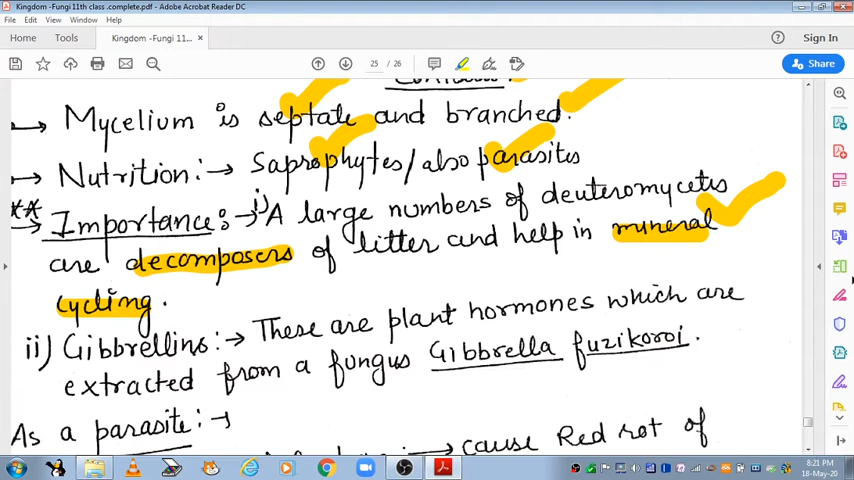 Kingdom -Fungi 11th class .complete.pdf - Adobe Acrobat Reader DC
File Edit View Window Help
Home Tools Kingdom -Fungi 11... × Sign In
25 / 26 Share
Mycelium is septate and branched.
Nutrition:→ Saprophytes/also parasites
** Importance:→i) A large numbers of deuteromycetis
are decomposers of litter and help in mineral
cycling.
ii) Gibbrellins:→ These are plant hormones which are
extracted from a fungus Gibbrella fuzikoroi.
As a parasite:→
→ cause Red rot of
8:21 PM
18-May-20